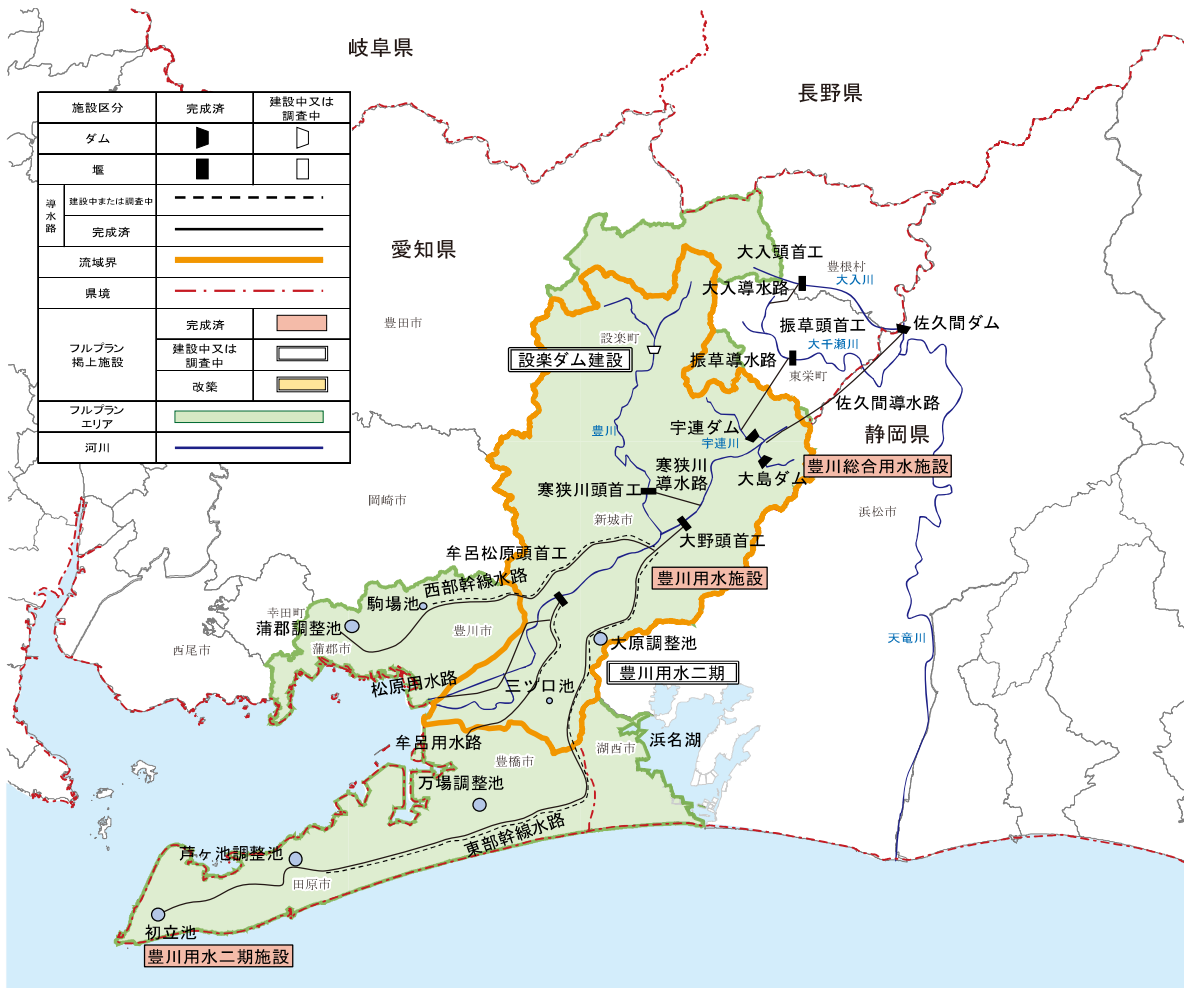 岐阜県
長野県
施設区分
完成済
建設中又は
調査中
ダム
堰
導水路
建設中または調査中
完成済
流域界
県境
フルプラン
掲上施設
完成済
建設中又は
調査中
改築
フルプラン
エリア
河川
愛知県
豊田市
大入頭首工
豊根村
大入川
大入導水路
振草頭首工
佐久間ダム
設楽町
大千瀬川
設楽ダム建設
振草導水路
東栄町
佐久間導水路
宇連ダム
豊川
宇連川
静岡県
寒狭川
導水路
大島ダム
豊川総合用水施設
寒狭川頭首工
岡崎市
新城市
浜松市
大野頭首工
牟呂松原頭首工
西部幹線水路
豊川用水施設
駒場池
幸田町
蒲郡調整池
豊川市
西尾市
蒲郡市
大原調整池
天竜川
豊川用水二期
松原用水路
三ツ口池
牟呂用水路
湖西市
浜名湖
豊橋市
万場調整池
東部幹線水路
芦ヶ池調整池
田原市
初立池
豊川用水二期施設